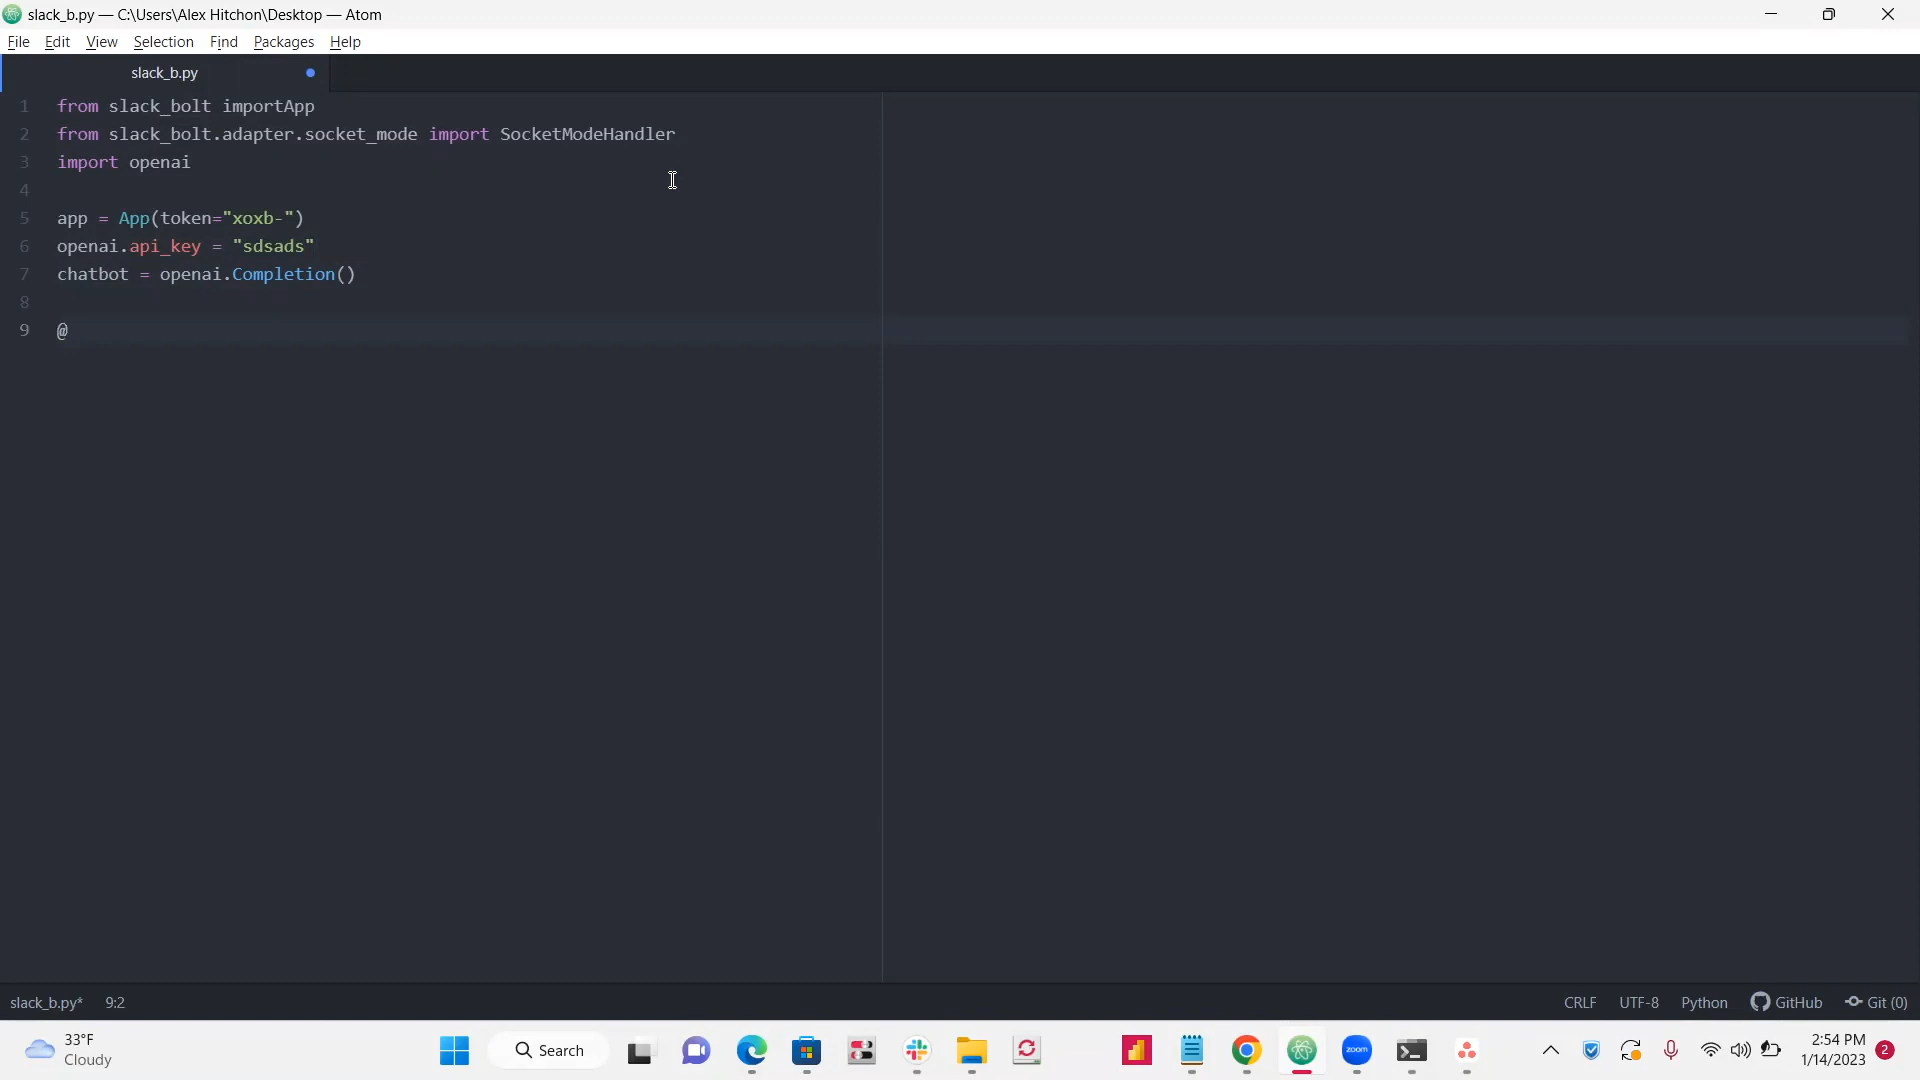 slack_b.py — C:\Users\Alex Hitchon\Desktop — Atom
File Edit View Selection Find Packages Help
slack_b.py
1 from slack_bolt importApp
2 from slack_bolt.adapter.socket_mode import SocketModeHandler
3 import openai
4
5 app = App(token="xoxb-")
6 openai.api_key = "sdsads"
7 chatbot = openai.Completion()
8
9 @
slack_b.py* 9:2 CRLF UTF-8 Python GitHub Git (0)
33°F
Cloudy
Search
zoom
2:54 PM
1/14/2023
2